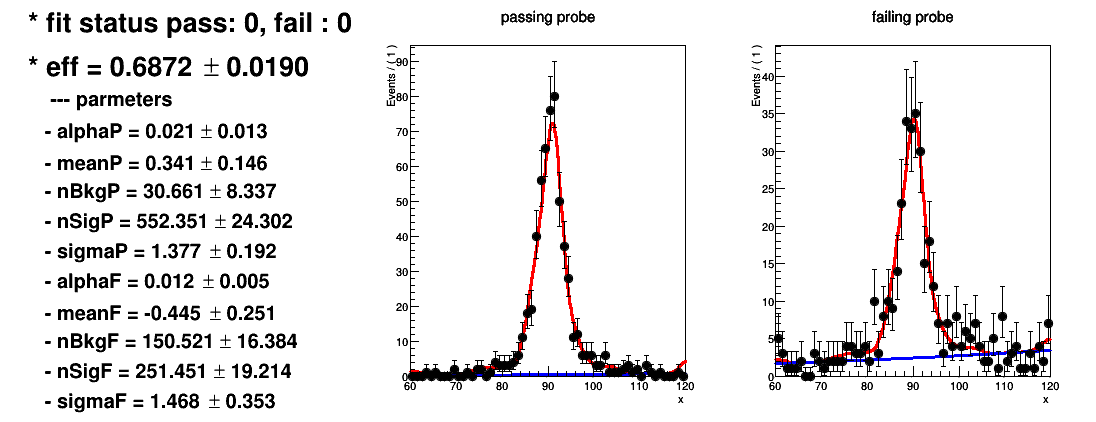 * fit status pass: 0, fail : 0
* eff = 0.6872 ± 0.0190
--- parmeters
- alphaP = 0.021 ± 0.013
- meanP = 0.341 ± 0.146
- nBkgP = 30.661 ± 8.337
- nSigP = 552.351 ± 24.302
- sigmaP = 1.377 ± 0.192
- alphaF = 0.012 ± 0.005
- meanF = -0.445 ± 0.251
- nBkgF = 150.521 ± 16.384
- nSigF = 251.451 ± 19.214
- sigmaF = 1.468 ± 0.353
passing probe
Events / ( 1 )
90
80
70
60
50
40
30
20
10
0
60 70 80 90 100 110 120
x
failing probe
Events / ( 1 )
40
35
30
25
20
15
10
5
0
60 70 80 90 100 110 120
x